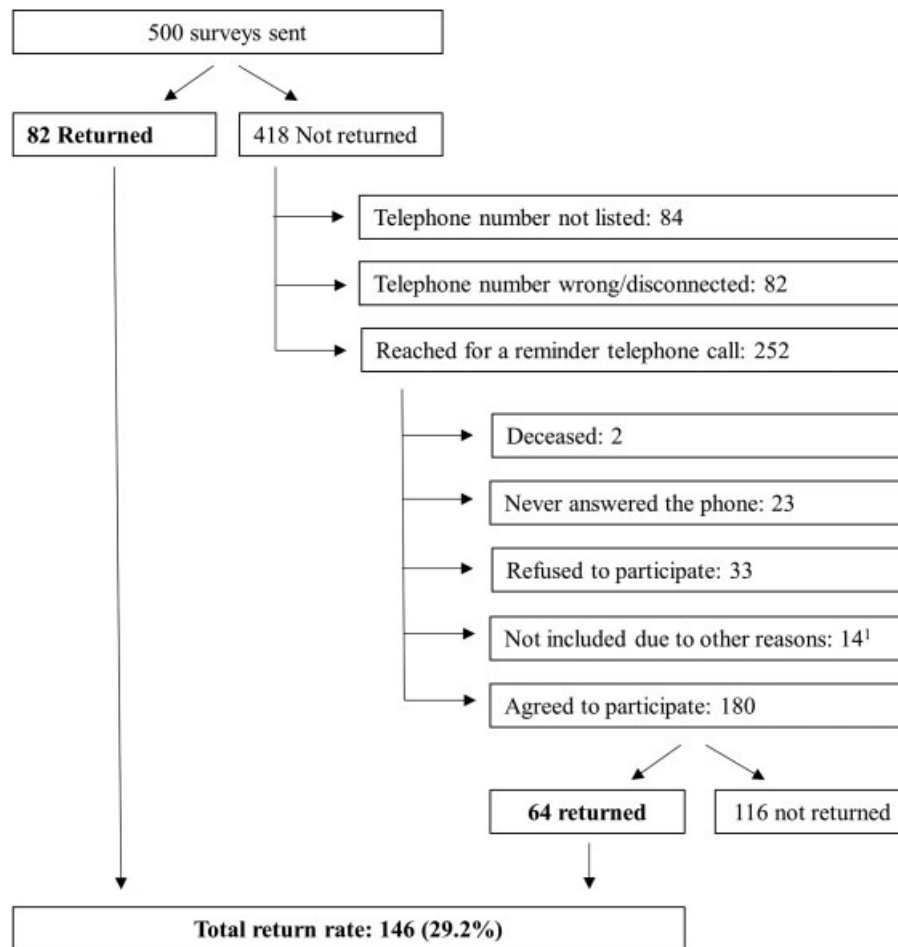 500 surveys sent
82 Returned
418 Not returned
Telephone number not listed: 84
Telephone number wrong/disconnected: 82
Reached for a reminder telephone call: 252
Deceased: 2
Never answered the phone: 23
Refused to participate: 33
Not included due to other reasons: 14¹
Agreed to participate: 180
64 returned
116 not returned
Total return rate: 146 (29.2%)